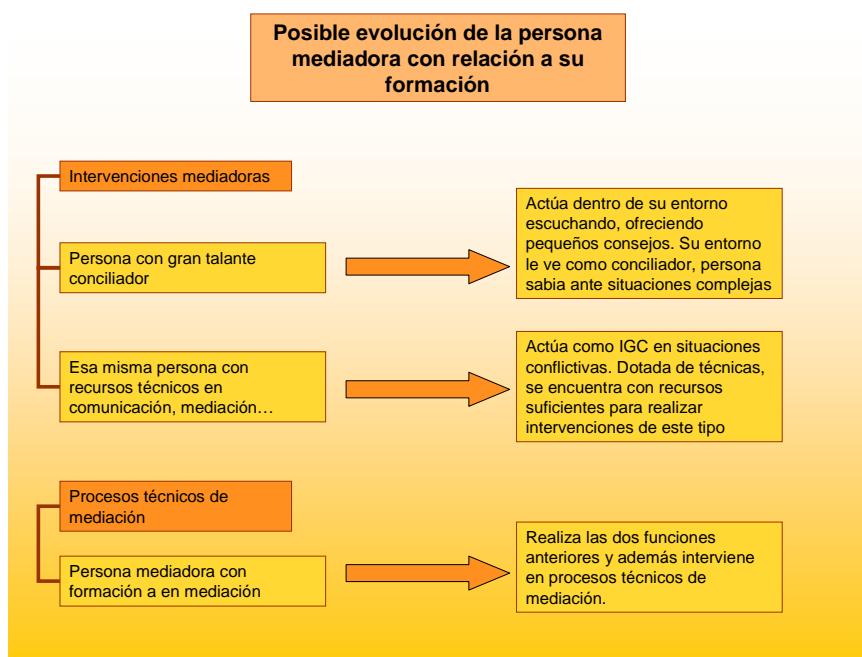 Posible evolución de la persona
mediadora con relación a su
formación
Intervenciones mediadoras
Persona con gran talante
conciliador
Actúa dentro de su entorno
escuchando, ofreciendo
pequeños consejos. Su entorno
le ve como conciliador, persona
sabia ante situaciones complejas
Esa misma persona con
recursos técnicos en
comunicación, mediación…
Actúa como IGC en situaciones
conflictivas. Dotada de técnicas,
se encuentra con recursos
suficientes para realizar
intervenciones de este tipo
Procesos técnicos de
mediación
Persona mediadora con
formación a en mediación
Realiza las dos funciones
anteriores y además interviene
en procesos técnicos de
mediación.